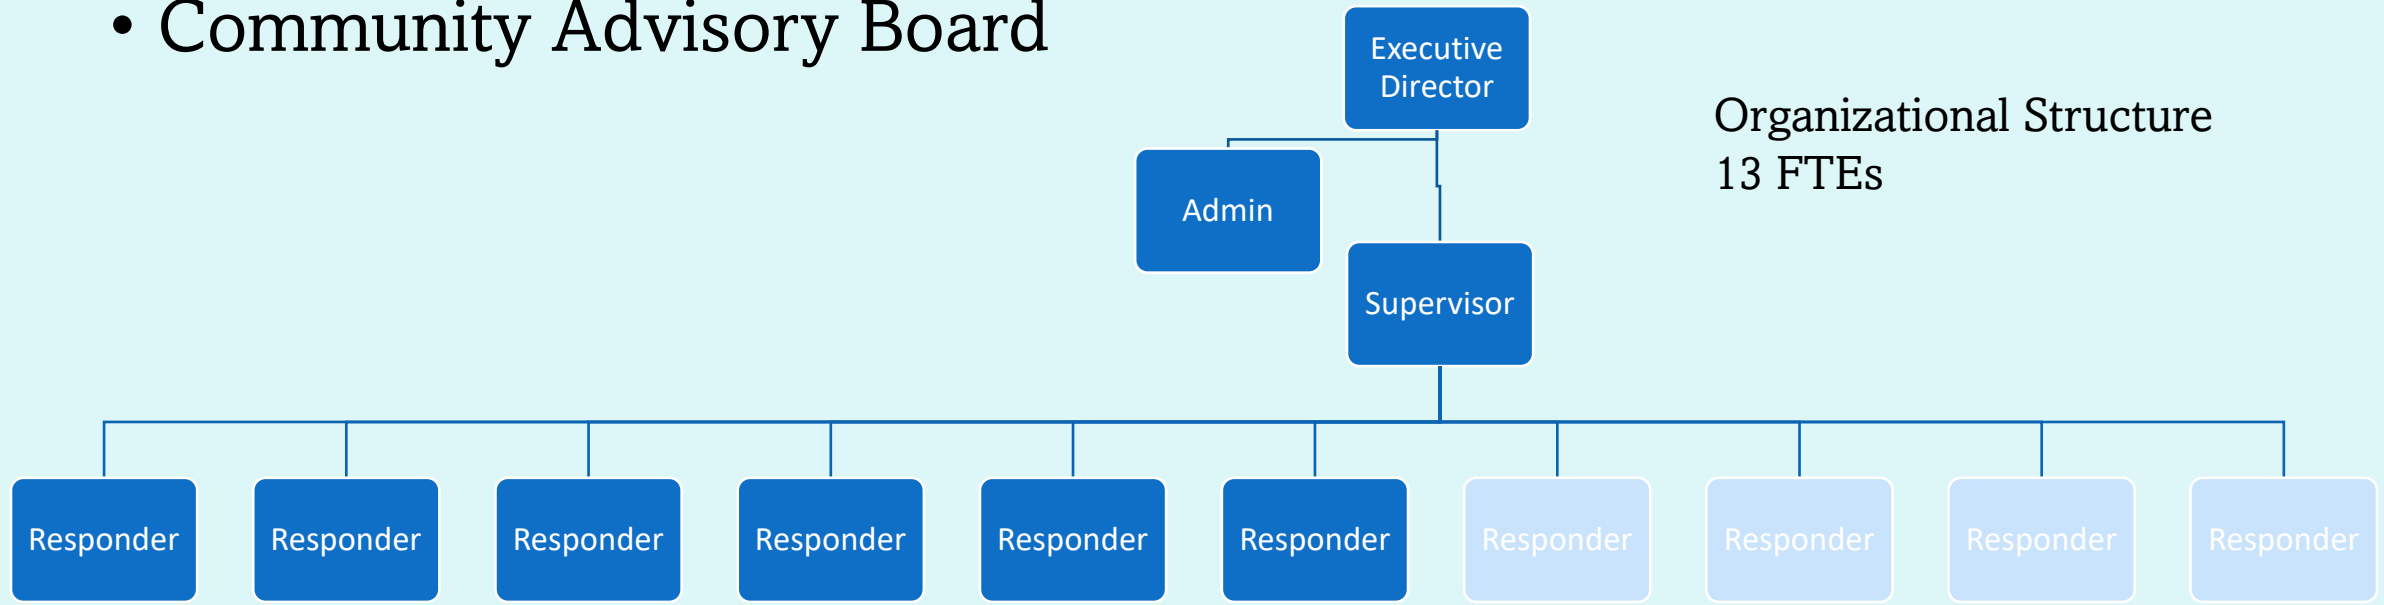 • Community Advisory Board
Executive
Director
Organizational Structure
13 FTEs
Admin
Supervisor
Responder
Responder
Responder
Responder
Responder
Responder
Responder
Responder
Responder
Responder